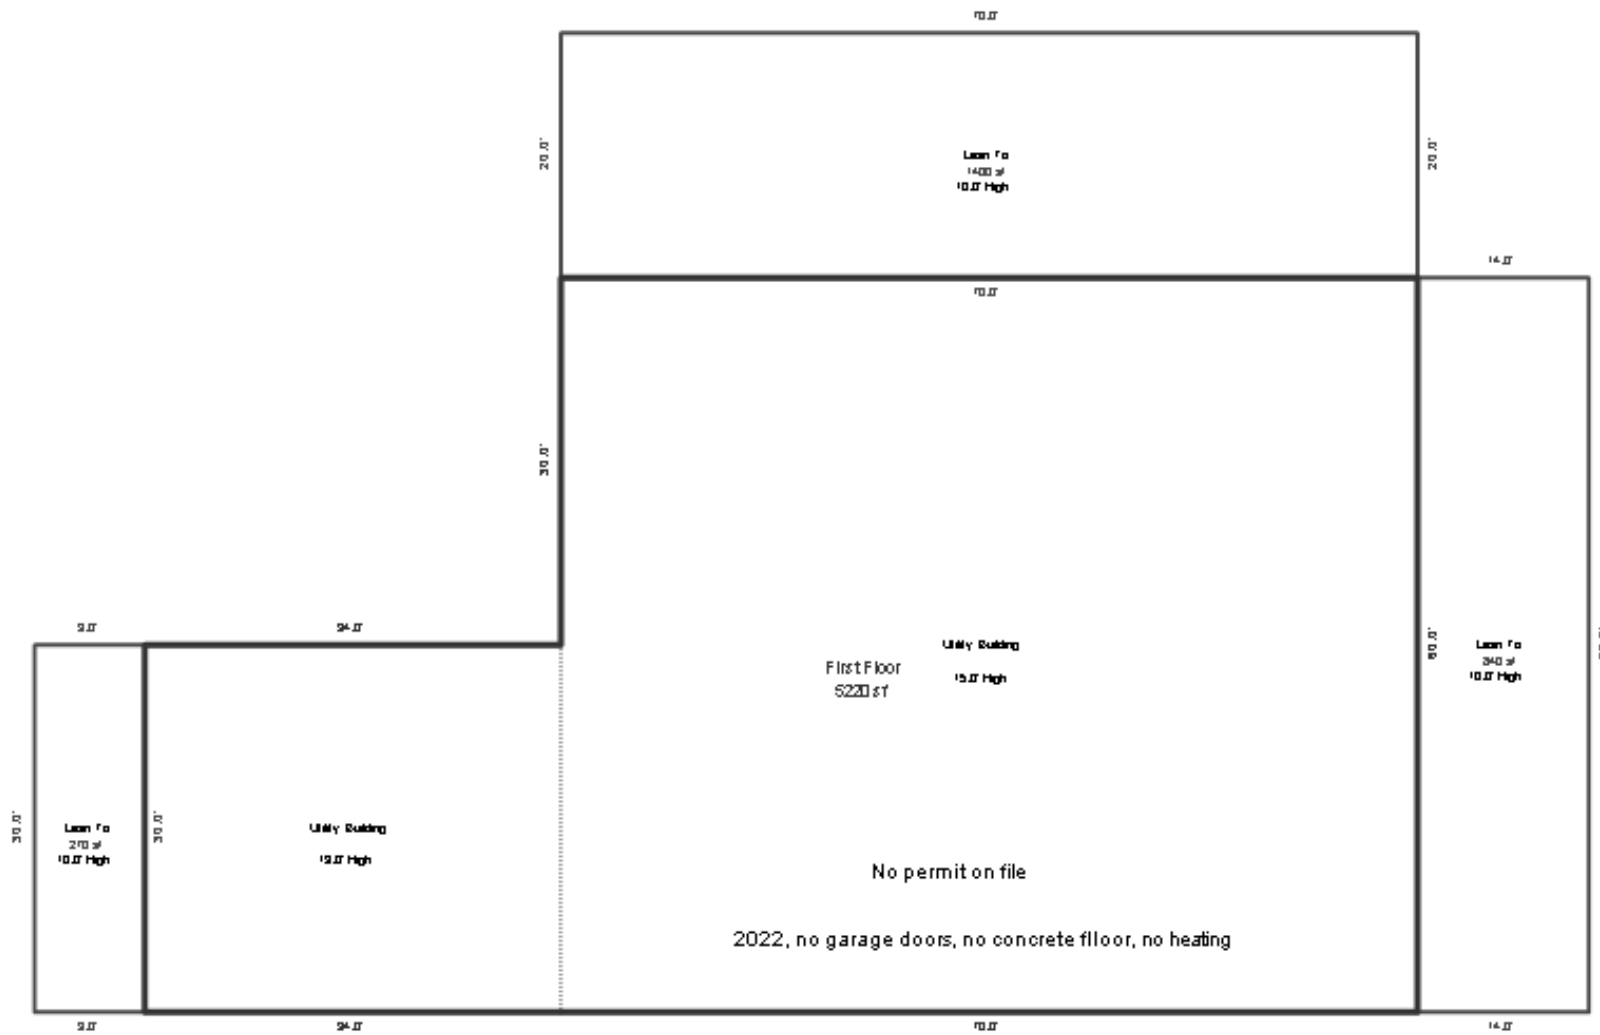 70.0'
20.0'
Lean To
1400 sf
10.0' High
20.0'
14.0'
70.0'
30.0'
9.0'
34.0'
Utility Building
15.0' High
First Floor
5220 sf
60.0'
Lean To
840 sf
10.0' High
30.0'
Lean To
270 sf
10.0' High
30.0'
Utility Building
High
No permit on file
2022, no garage doors, no concrete flloor, no heating
9.0'
34.0'
70.0'
14.0'